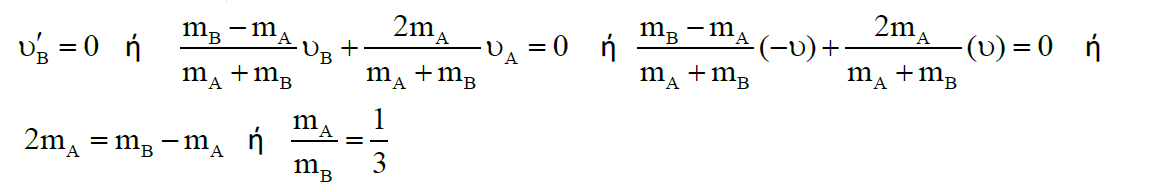 υ′_B = 0 ή (m_B − m_A)/(m_A + m_B) υ_B + 2m_A/(m_A + m_B) υ_A = 0 ή (m_B − m_A)/(m_A + m_B) (−υ) + 2m_A/(m_A + m_B) (υ) = 0 ή
2m_A = m_B − m_A ή m_A/m_B = 1/3